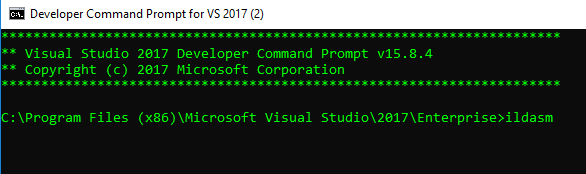 Developer Command Prompt for VS 2017 (2)
**********************************************************************
** Visual Studio 2017 Developer Command Prompt v15.8.4
** Copyright (c) 2017 Microsoft Corporation
**********************************************************************
C:\Program Files (x86)\Microsoft Visual Studio\2017\Enterprise>ildasm